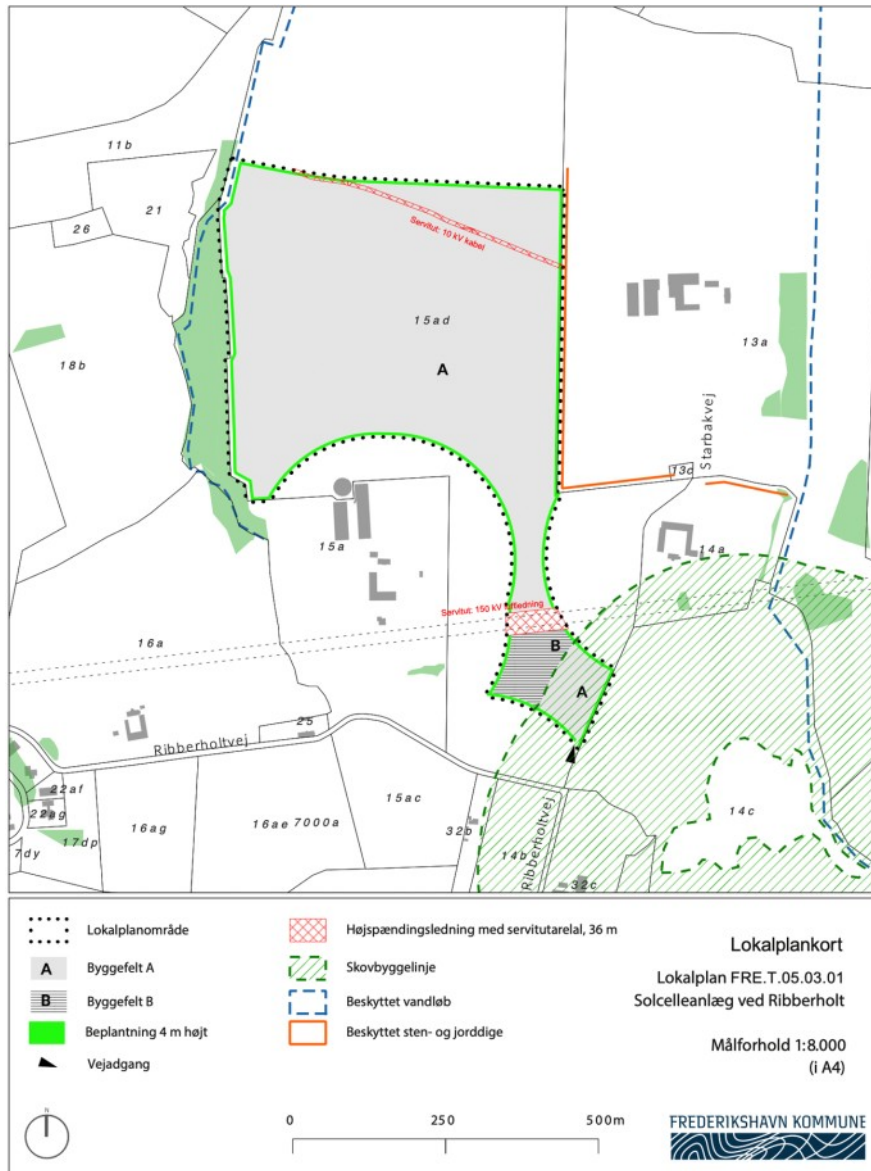 11b
21
26
Servitut: 10 kV kabel
15ad
A
13a
18b
Starbakvej
13c
15a
14a
Servitut: 150 kV luftledning
16a
B
A
25
Ribberholtvej
22af
22ag
17dp
7dy
16ag
16ae
7000a
15ac
32b
14b
Ribberholtvej
32c
14c
Lokalplanområde
A
Byggefelt A
B
Byggefelt B
Beplantning 4 m højt
Vejadgang
Højspændingsledning med servitutarelal, 36 m
Skovbyggelinje
Beskyttet vandløb
Beskyttet sten- og jorddige
Lokalplankort
Lokalplan FRE.T.05.03.01
Solcelleanlæg ved Ribberholt
Målforhold 1:8.000
(i A4)
N
0 250 500m
FREDERIKSHAVN KOMMUNE